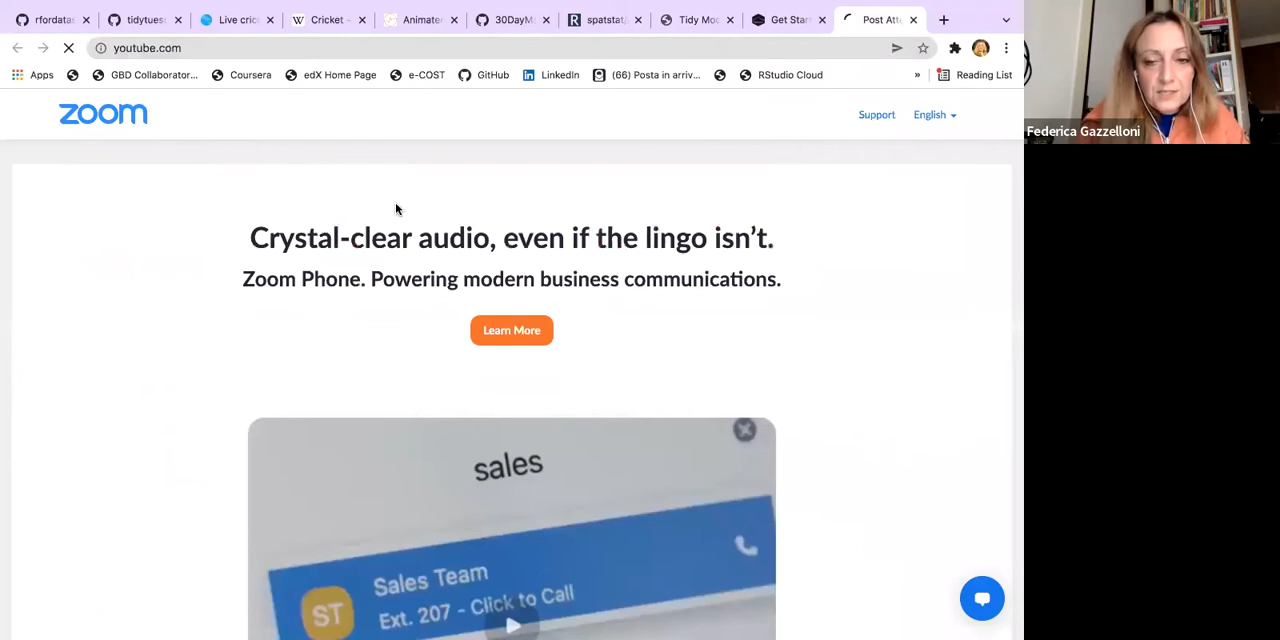 rfordatas
tidytues
Live cric
Cricket -
Animate
30DayM
spatstat/
Tidy Mo
Get Star
Post Att
youtube.com
Apps
GBD Collaborator...
Coursera
edX Home Page
e-COST
GitHub
LinkedIn
(66) Posta in arriv...
RStudio Cloud
»
Reading List
zoom
Support
English
Federica Gazzelloni
Crystal-clear audio, even if the lingo isn't.
Zoom Phone. Powering modern business communications.
Learn More
sales
Sales Team
ST
Ext. 207 - Click to Call